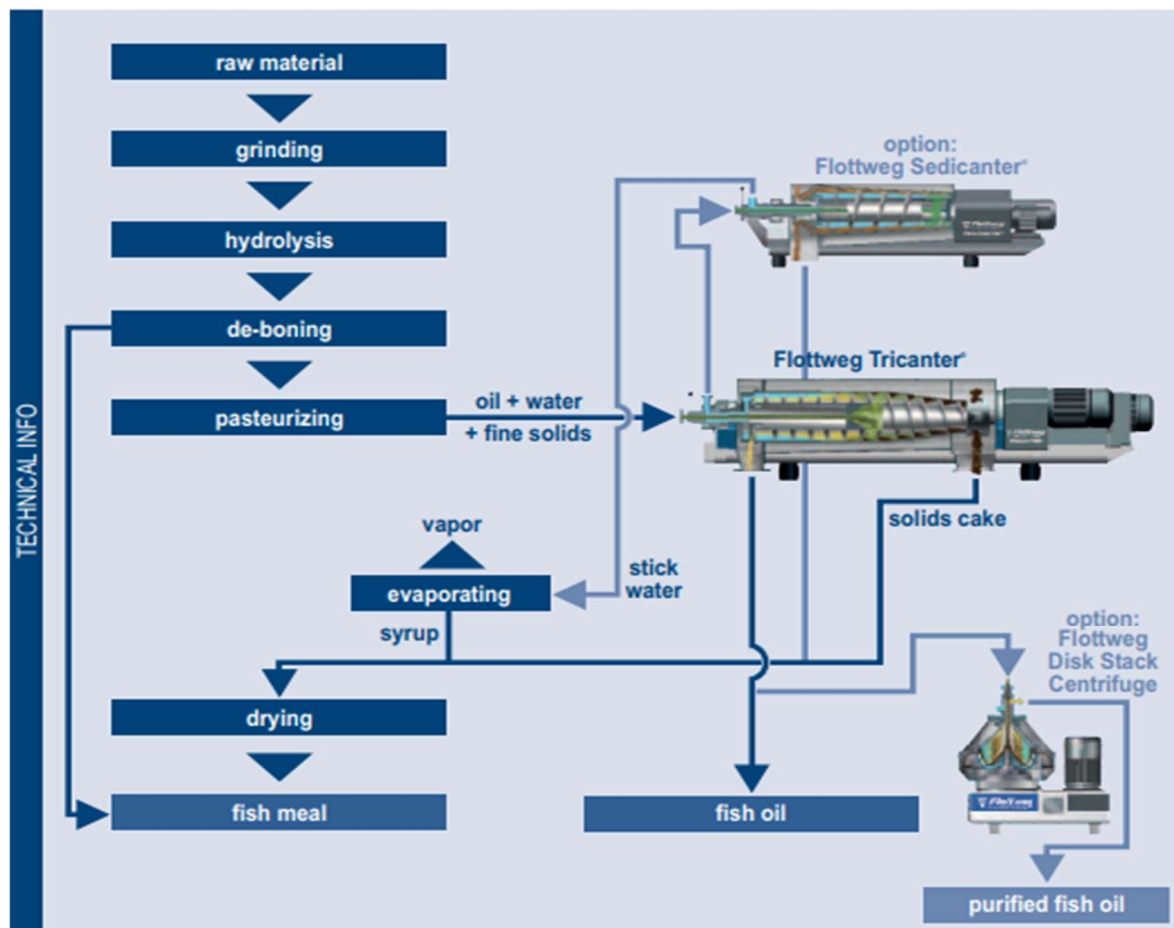 TECHNICAL INFO
raw material
grinding
hydrolysis
de-boning
pasteurizing
oil + water
+ fine solids
option:
Flottweg Sedicanter®
Flottweg Tricanter®
solids cake
vapor
evaporating
stick
water
syrup
option:
Flottweg
Disk Stack
Centrifuge
drying
fish meal
fish oil
purified fish oil